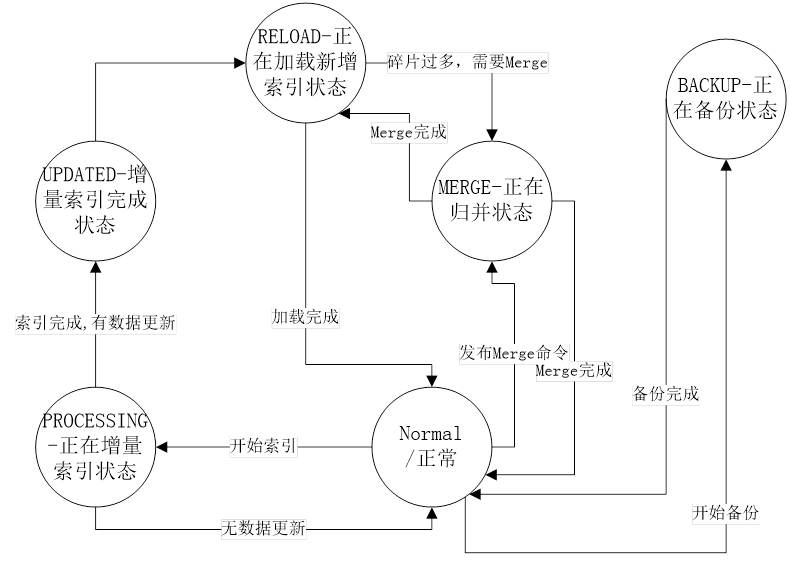 RELOAD-正
在加载新增
索引状态
碎片过多，需要Merge
BACKUP-正
在备份状态
Merge完成
UPDATED-增
量索引完成
状态
MERGE-正在
归并状态
加载完成
索引完成,有数据更新
发布Merge命令
Merge完成
备份完成
PROCESSING
-正在增量
索引状态
开始索引
Normal
/正常
开始备份
无数据更新